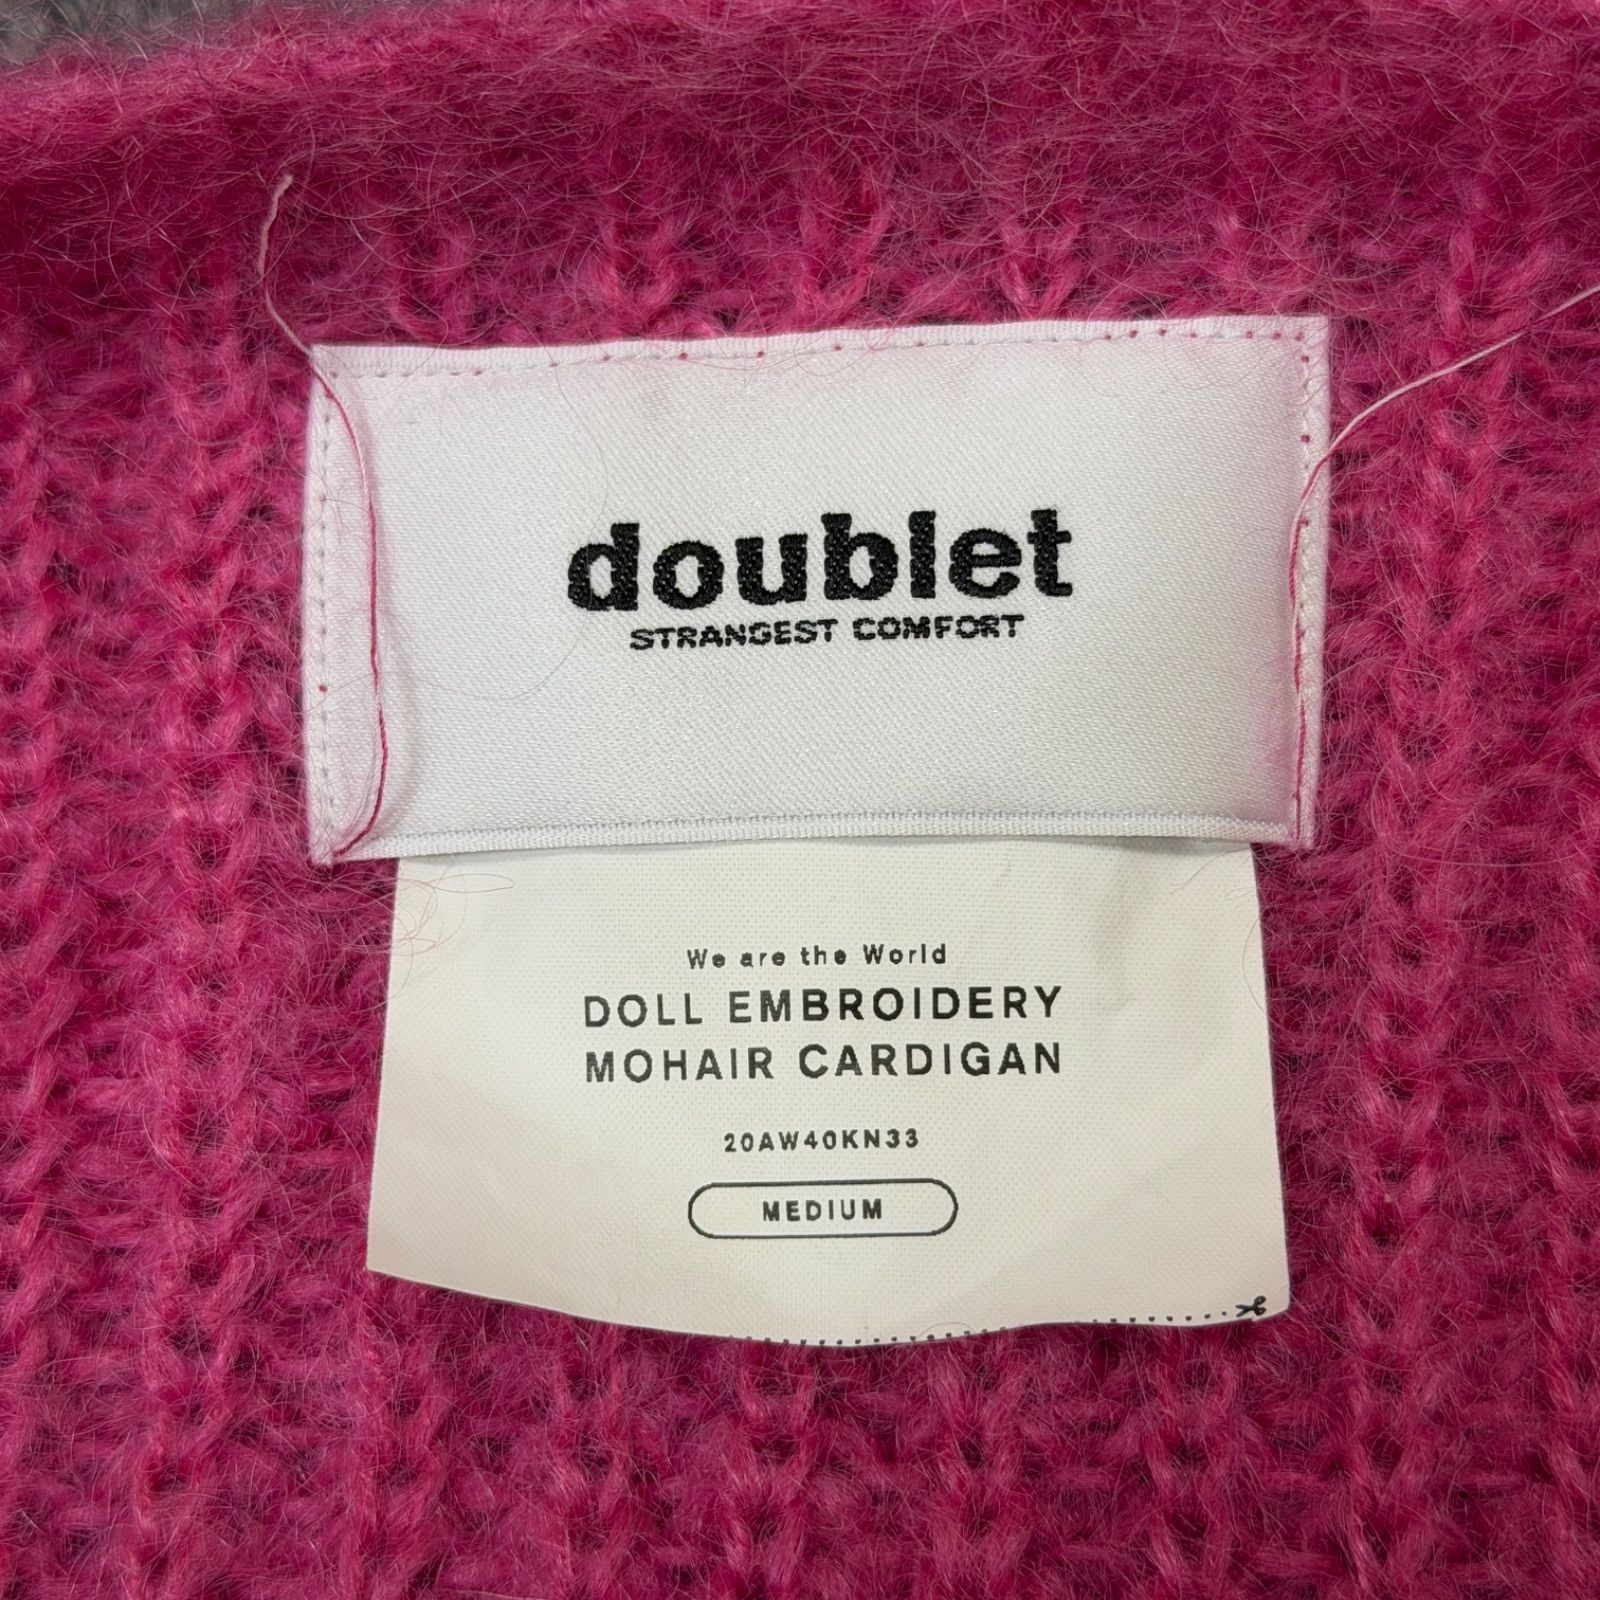 doublet
STRANGEST COMFORT
We are the World
DOLL EMBROIDERY
MOHAIR CARDIGAN
20AW40KN33
MEDIUM